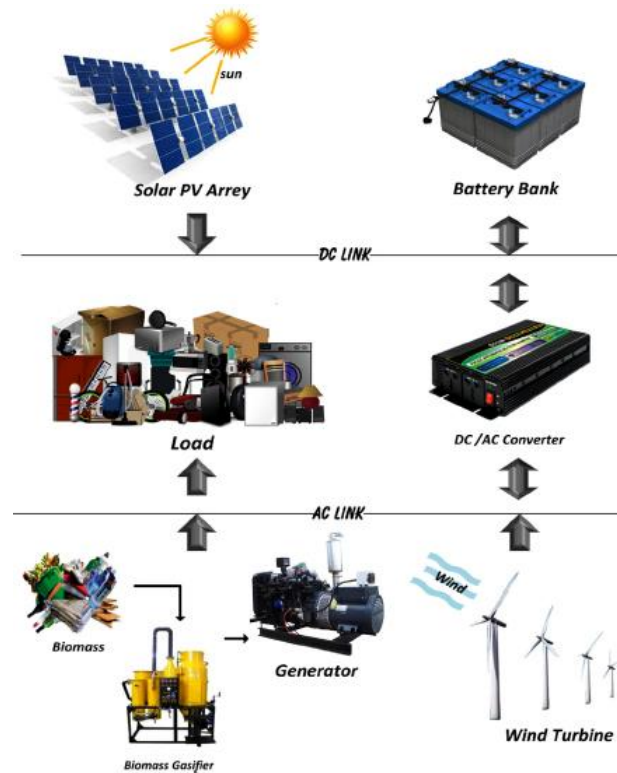 sun
Solar PV Arrey
Battery Bank
DC LINK
Load
DC /AC Converter
AC LINK
Biomass
Biomass Gasifier
Generator
Wind
Wind Turbine